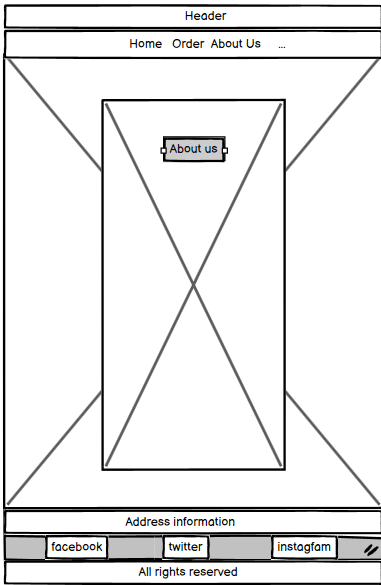 Header
Home Order About Us ...
About us
Address information
facebook twitter instagfam
All rights reserved